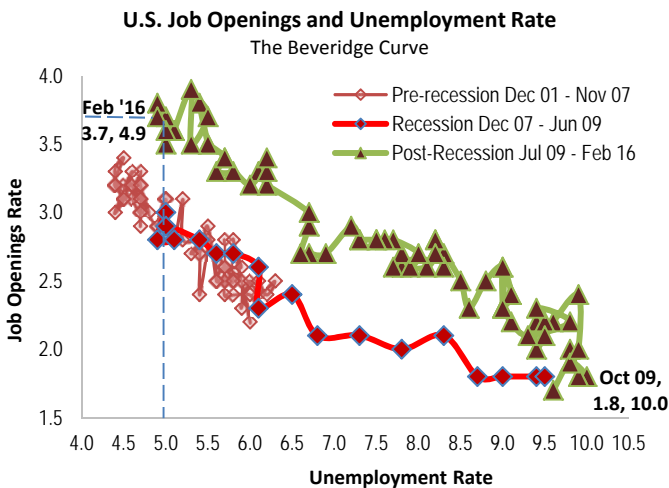 U.S. Job Openings and Unemployment Rate
The Beveridge Curve
Job Openings Rate
4.0
3.5
3.0
2.5
2.0
1.5
Feb '16
3.7, 4.9
Pre-recession Dec 01 - Nov 07
Recession Dec 07 - Jun 09
Post-Recession Jul 09 - Feb 16
Oct 09,
1.8, 10.0
4.0 4.5 5.0 5.5 6.0 6.5 7.0 7.5 8.0 8.5 9.0 9.5 10.0 10.5
Unemployment Rate